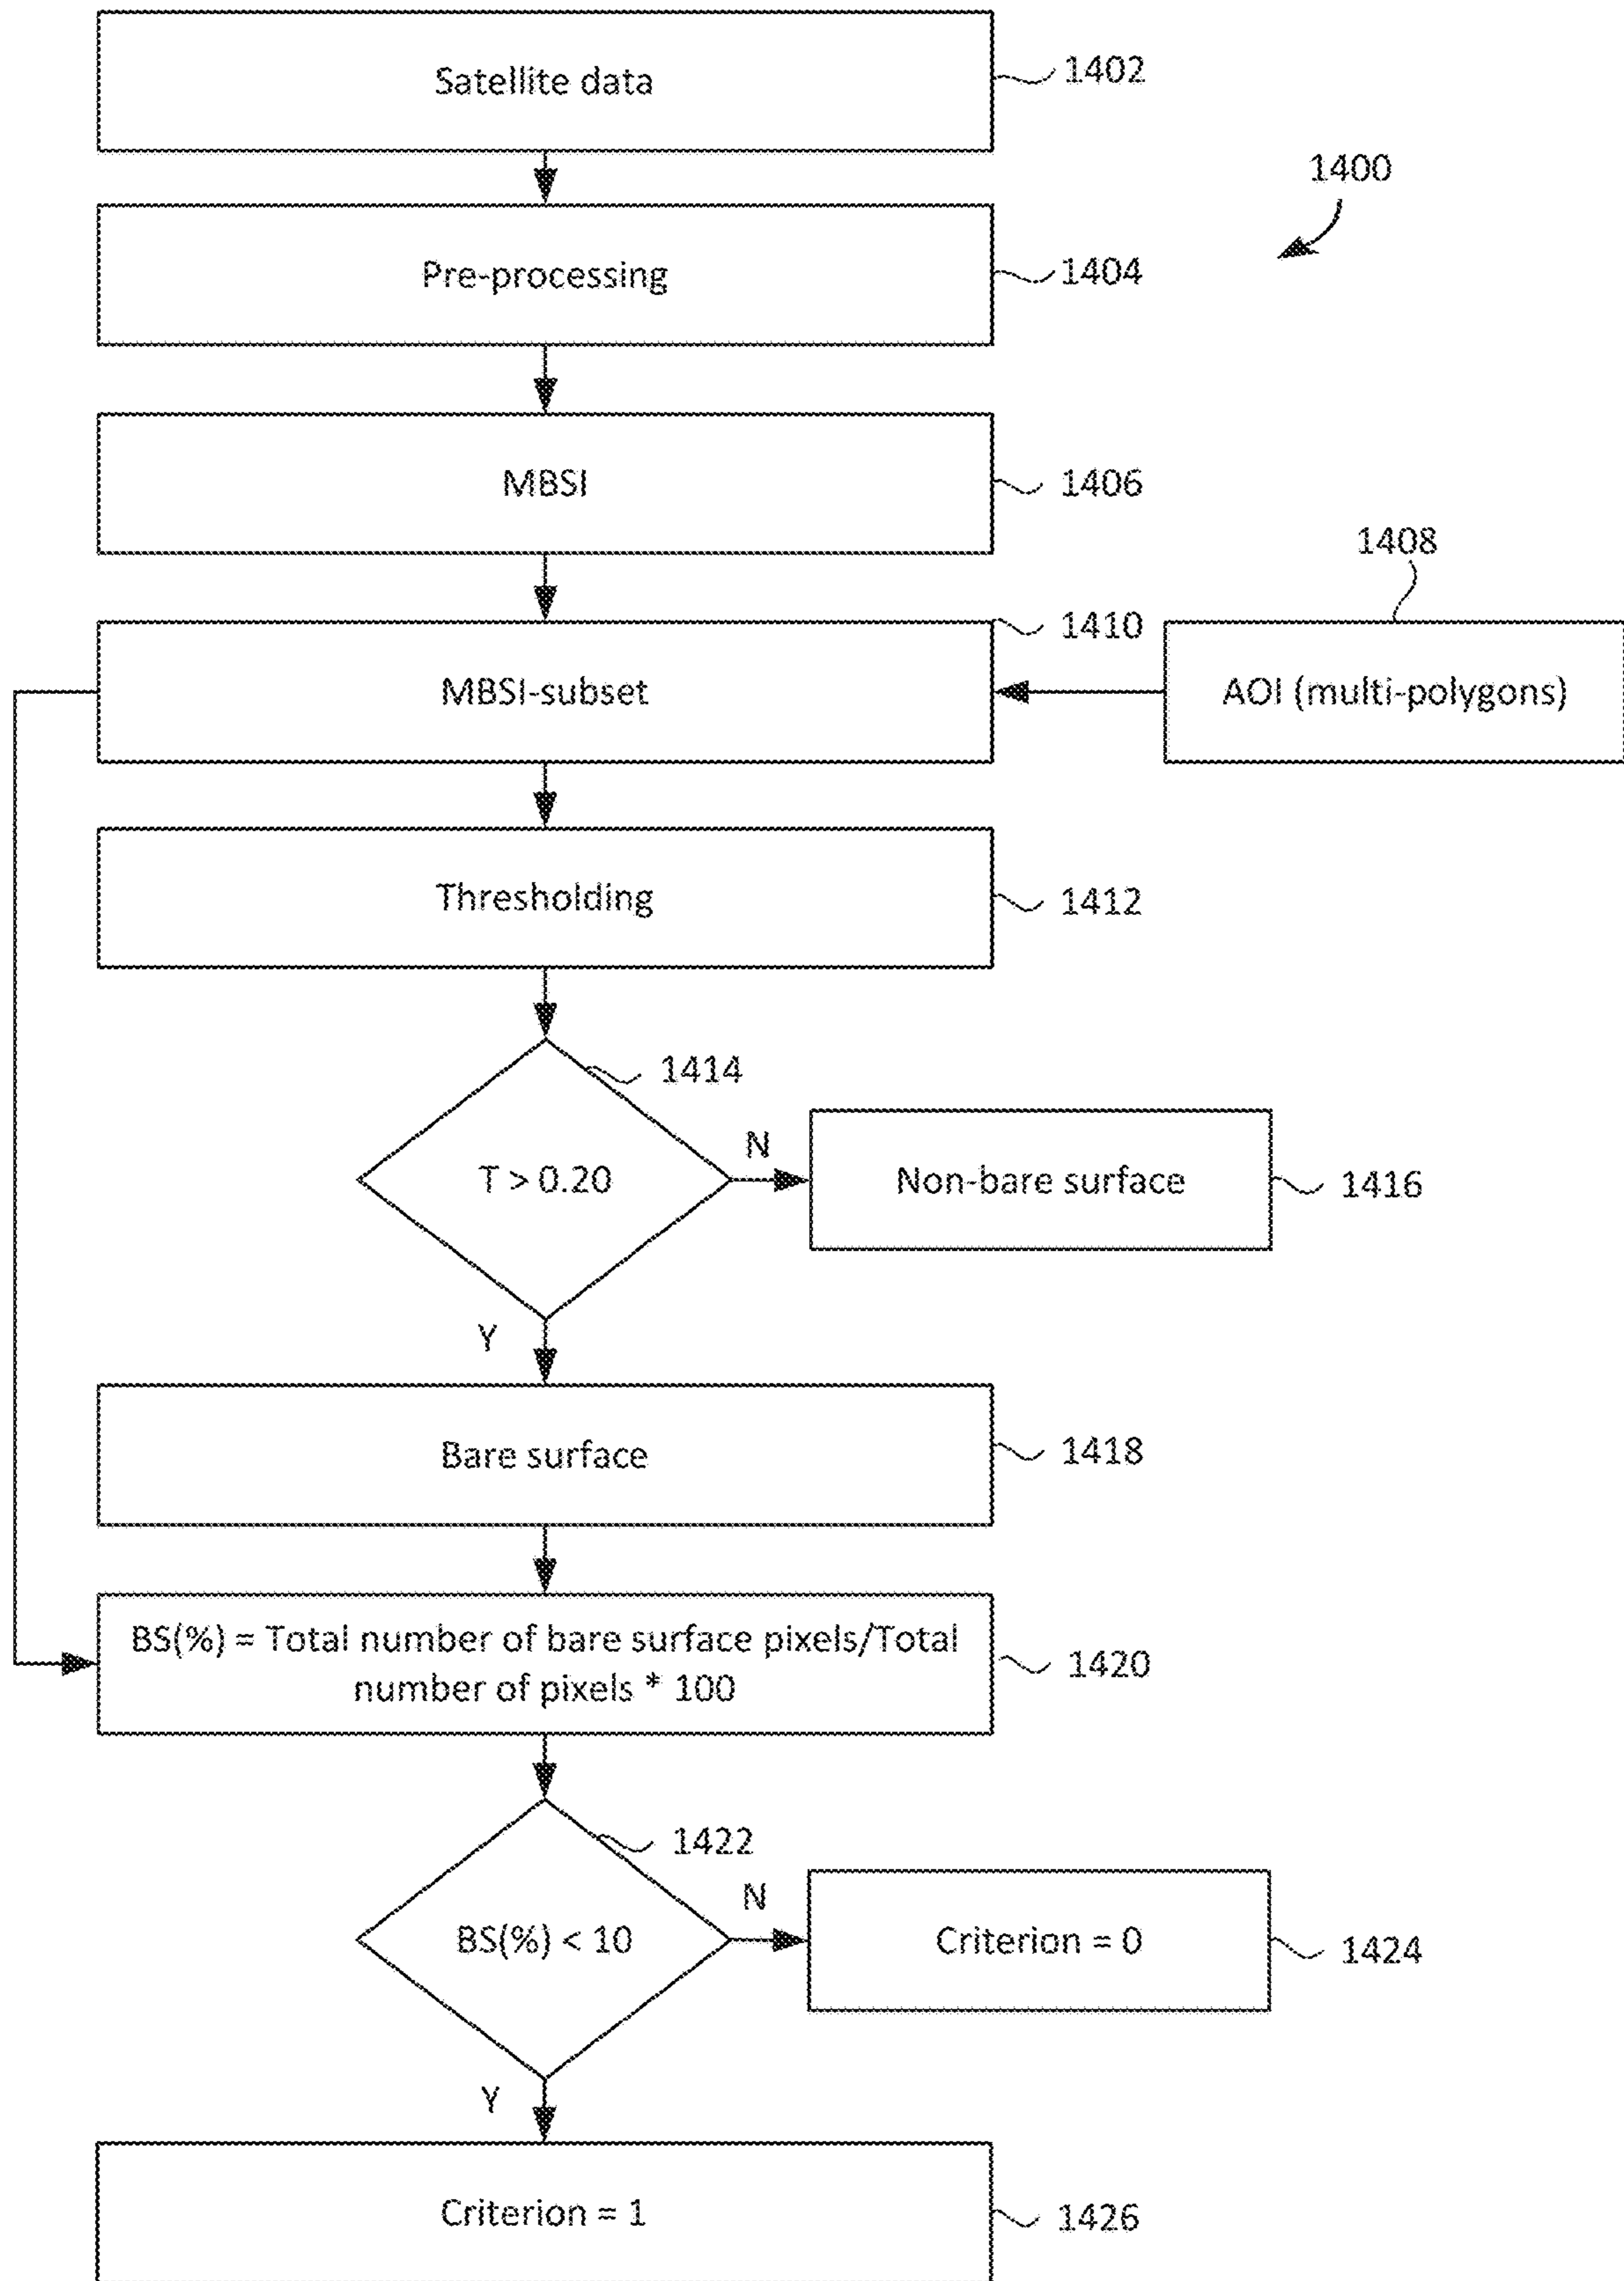 Satellite data
1402
1400
Pre-processing
1404
MBSI
1406
1408
MBSI-subset
1410
AOI (multi-polygons)
Thresholding
1412
1414
T > 0.20
N
Non-bare surface
1416
Y
Bare surface
1418
BS(%) = Total number of bare surface pixels/Total
number of pixels * 100
1420
1422
BS(%) < 10
N
Criterion = 0
1424
Y
Criterion = 1
1426